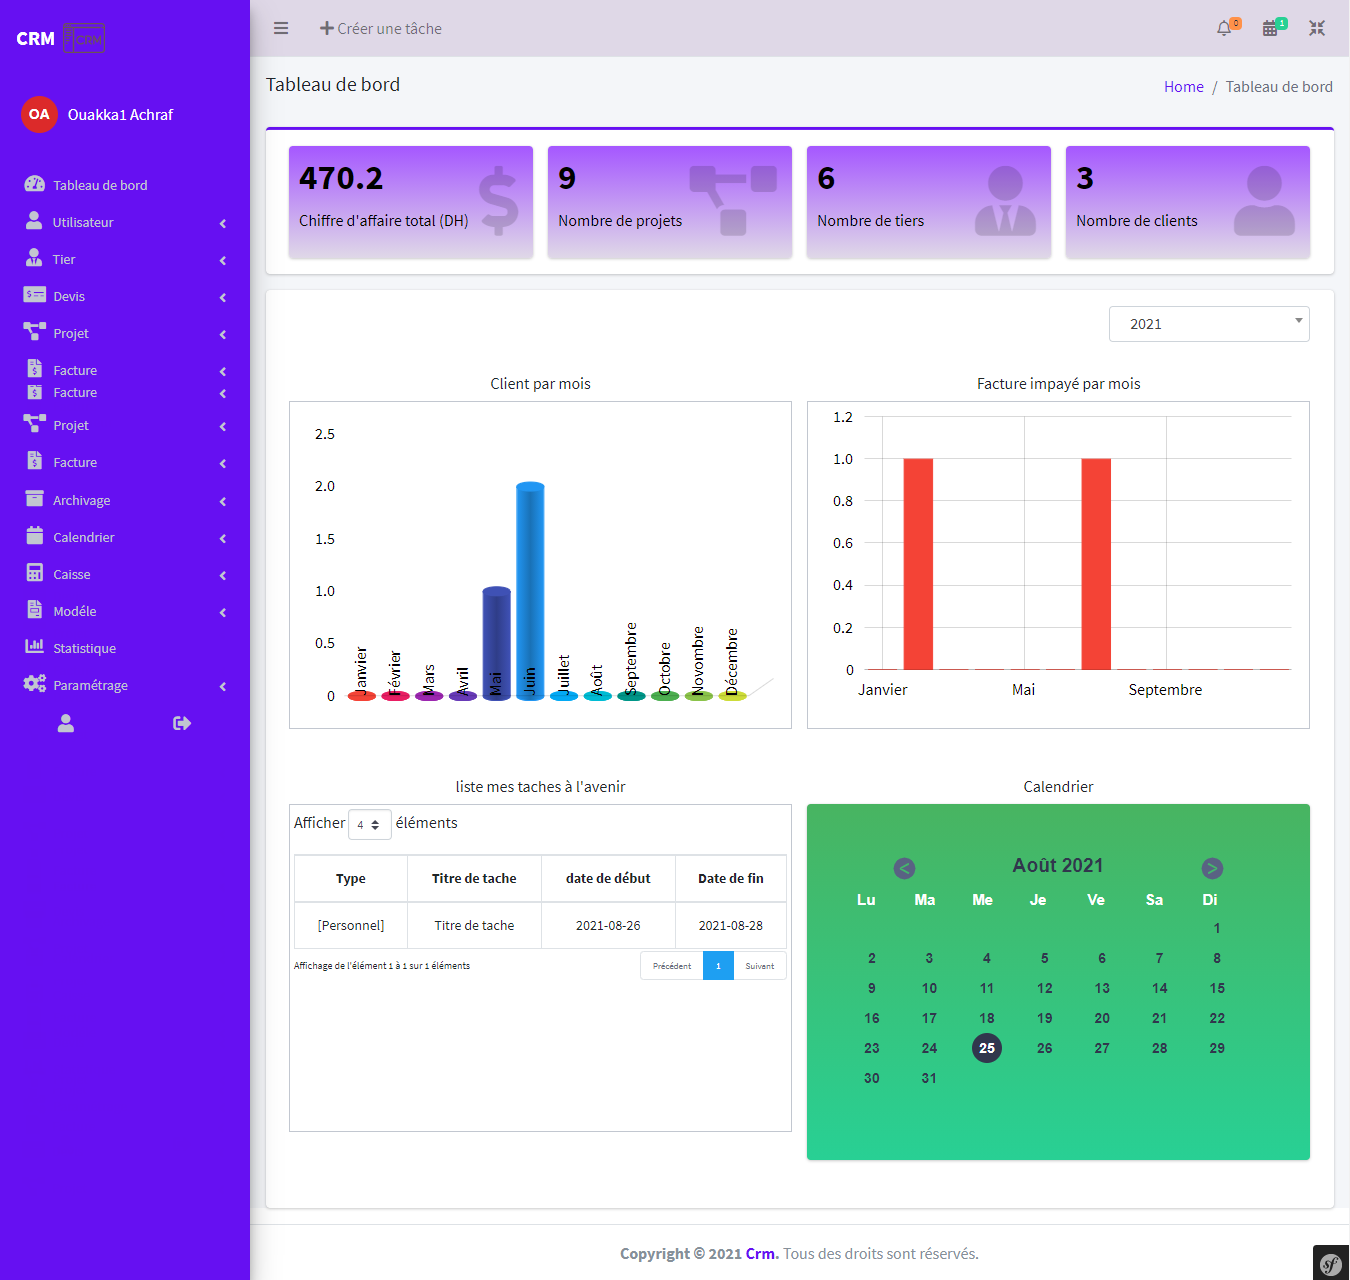 CRM CRM
Créer une tâche
0
1
OA Ouakka1 Achraf
Tableau de bord
Utilisateur
Tier
Devis
Projet
Facture
Facture
Projet
Facture
Archivage
Calendrier
Caisse
Modéle
Statistique
Paramétrage
Tableau de bord
Home / Tableau de bord
470.2
Chiffre d'affaire total (DH)
9
Nombre de projets
6
Nombre de tiers
3
Nombre de clients
2021
Client par mois
2.5
2.0
1.5
1.0
0.5
0
Janvier
Février
Mars
Avril
Mai
Juin
Juillet
Août
Septembre
Octobre
Novombre
Décembre
Facture impayé par mois
1.2
1.0
0.8
0.6
0.4
0.2
0
Janvier Mai Septembre
liste mes taches à l'avenir
Afficher 4 éléments
Type Titre de tache date de début Date de fin
[Personnel] Titre de tache 2021-08-26 2021-08-28
Affichage de l'élément 1 à 1 sur 1 éléments
Précédent 1 Suivant
Calendrier
< Août 2021 >
Lu Ma Me Je Ve Sa Di
1
2 3 4 5 6 7 8
9 10 11 12 13 14 15
16 17 18 19 20 21 22
23 24 25 26 27 28 29
30 31
Copyright © 2021 Crm. Tous des droits sont réservés.
sf